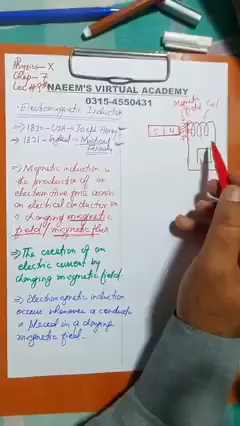 Physics - X
Chap - 7
Lec #
NAEEM'S VIRTUAL ACADEMY
0315-4550431
Electromagnetic Induction
⇒ 1830 - USA - Joseph Henry
⇒ 1831 - England - Michael
⇒ Magnetic induction is
the production of an
electromotive force across
an electrical conductor in
a changing magnetic
field / magnetic flux
⇒ The creation of an
electric current by
changing magnetic field.
⇒ Electromagnetic induction
occurs whenever a conductor
is placed in a changing
magnetic field.
Magnetic
field
Coil
S
N